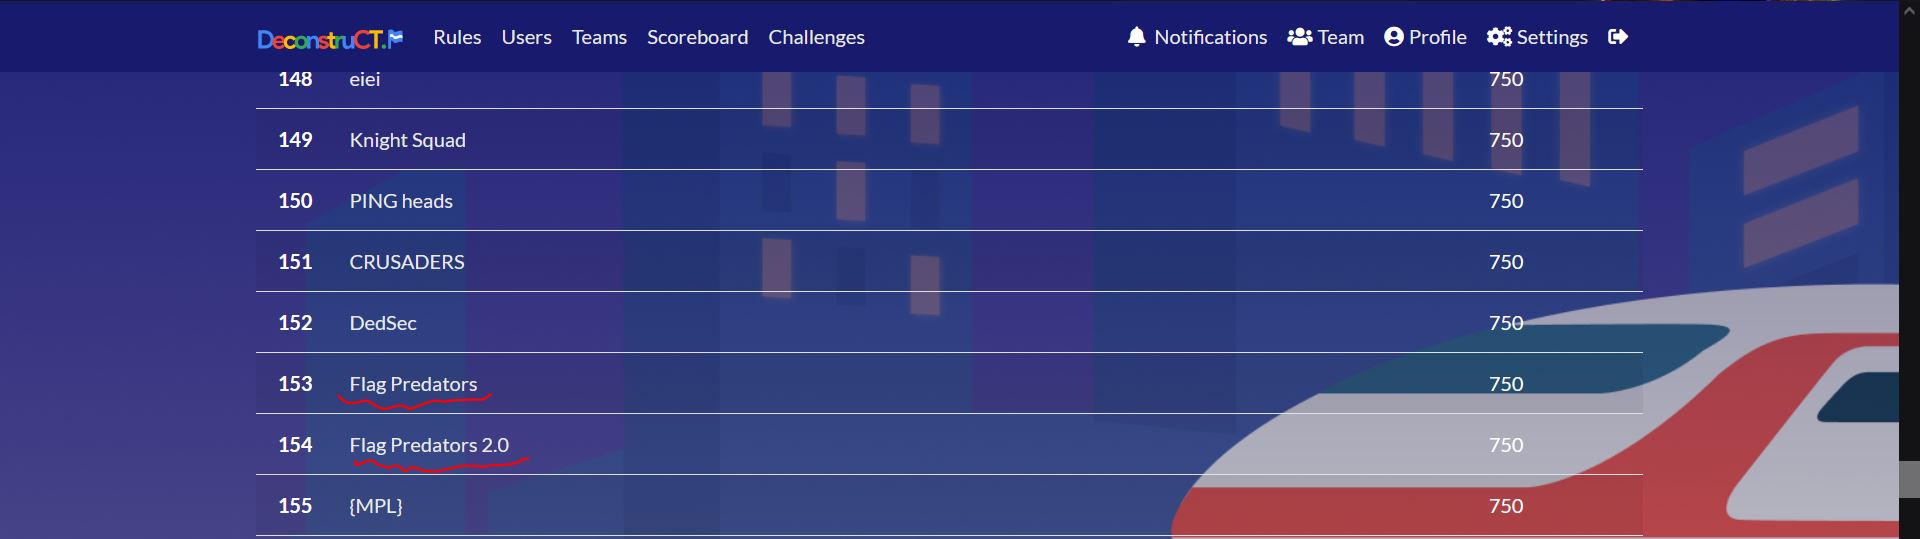 DeconstruCT.F Rules Users Teams Scoreboard Challenges Notifications Team Profile Settings
148 eiei 750
149 Knight Squad 750
150 PING heads 750
151 CRUSADERS 750
152 DedSec 750
153 Flag Predators 750
154 Flag Predators 2.0 750
155 {MPL} 750